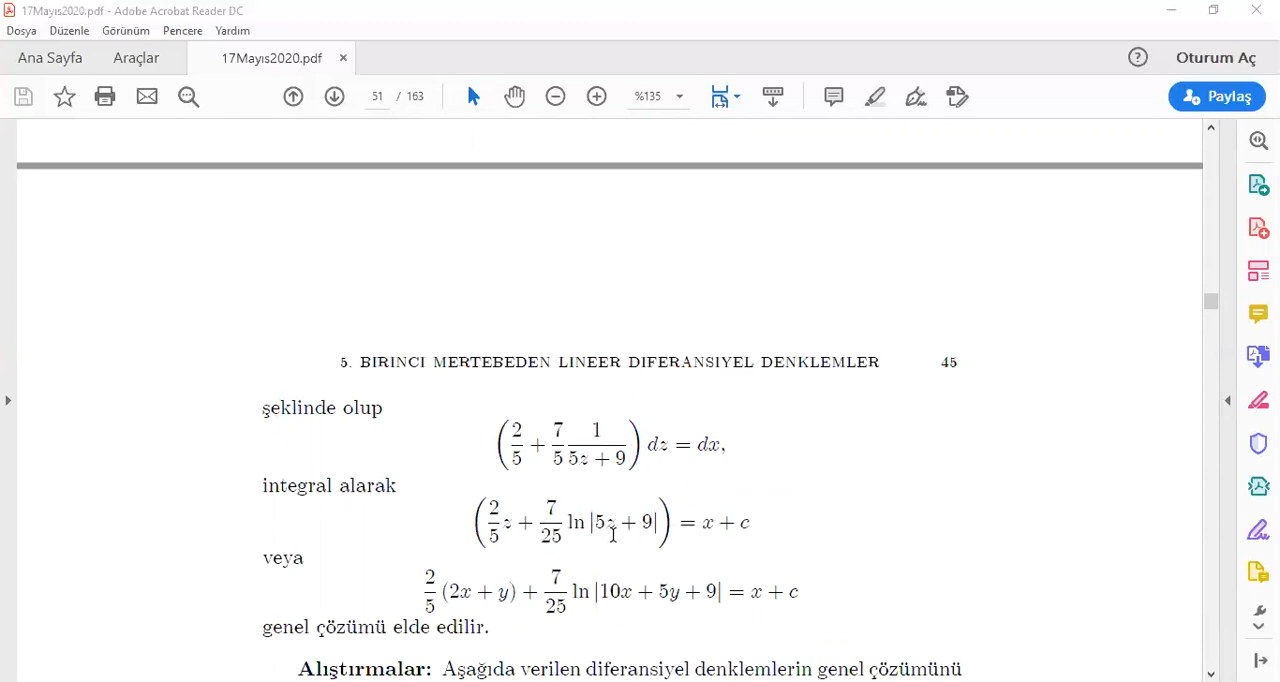 17Mayıs2020.pdf - Adobe Acrobat Reader DC
Dosya Düzenle Görünüm Pencere Yardım
Ana Sayfa Araçlar 17Mayıs2020.pdf × ? Oturum Aç
51 / 163 %135 Paylaş
5. BIRINCI MERTEBEDEN LINEER DIFERANSIYEL DENKLEMLER 45
şeklinde olup
(2/5 + 7/5 1/(5z + 9)) dz = dx,
integral alarak
(2/5 z + 7/25 ln |5z + 9|) = x + c
veya
2/5 (2x + y) + 7/25 ln |10x + 5y + 9| = x + c
genel çözümü elde edilir.
Alıştırmalar: Aşağıda verilen diferansiyel denklemlerin genel çözümünü